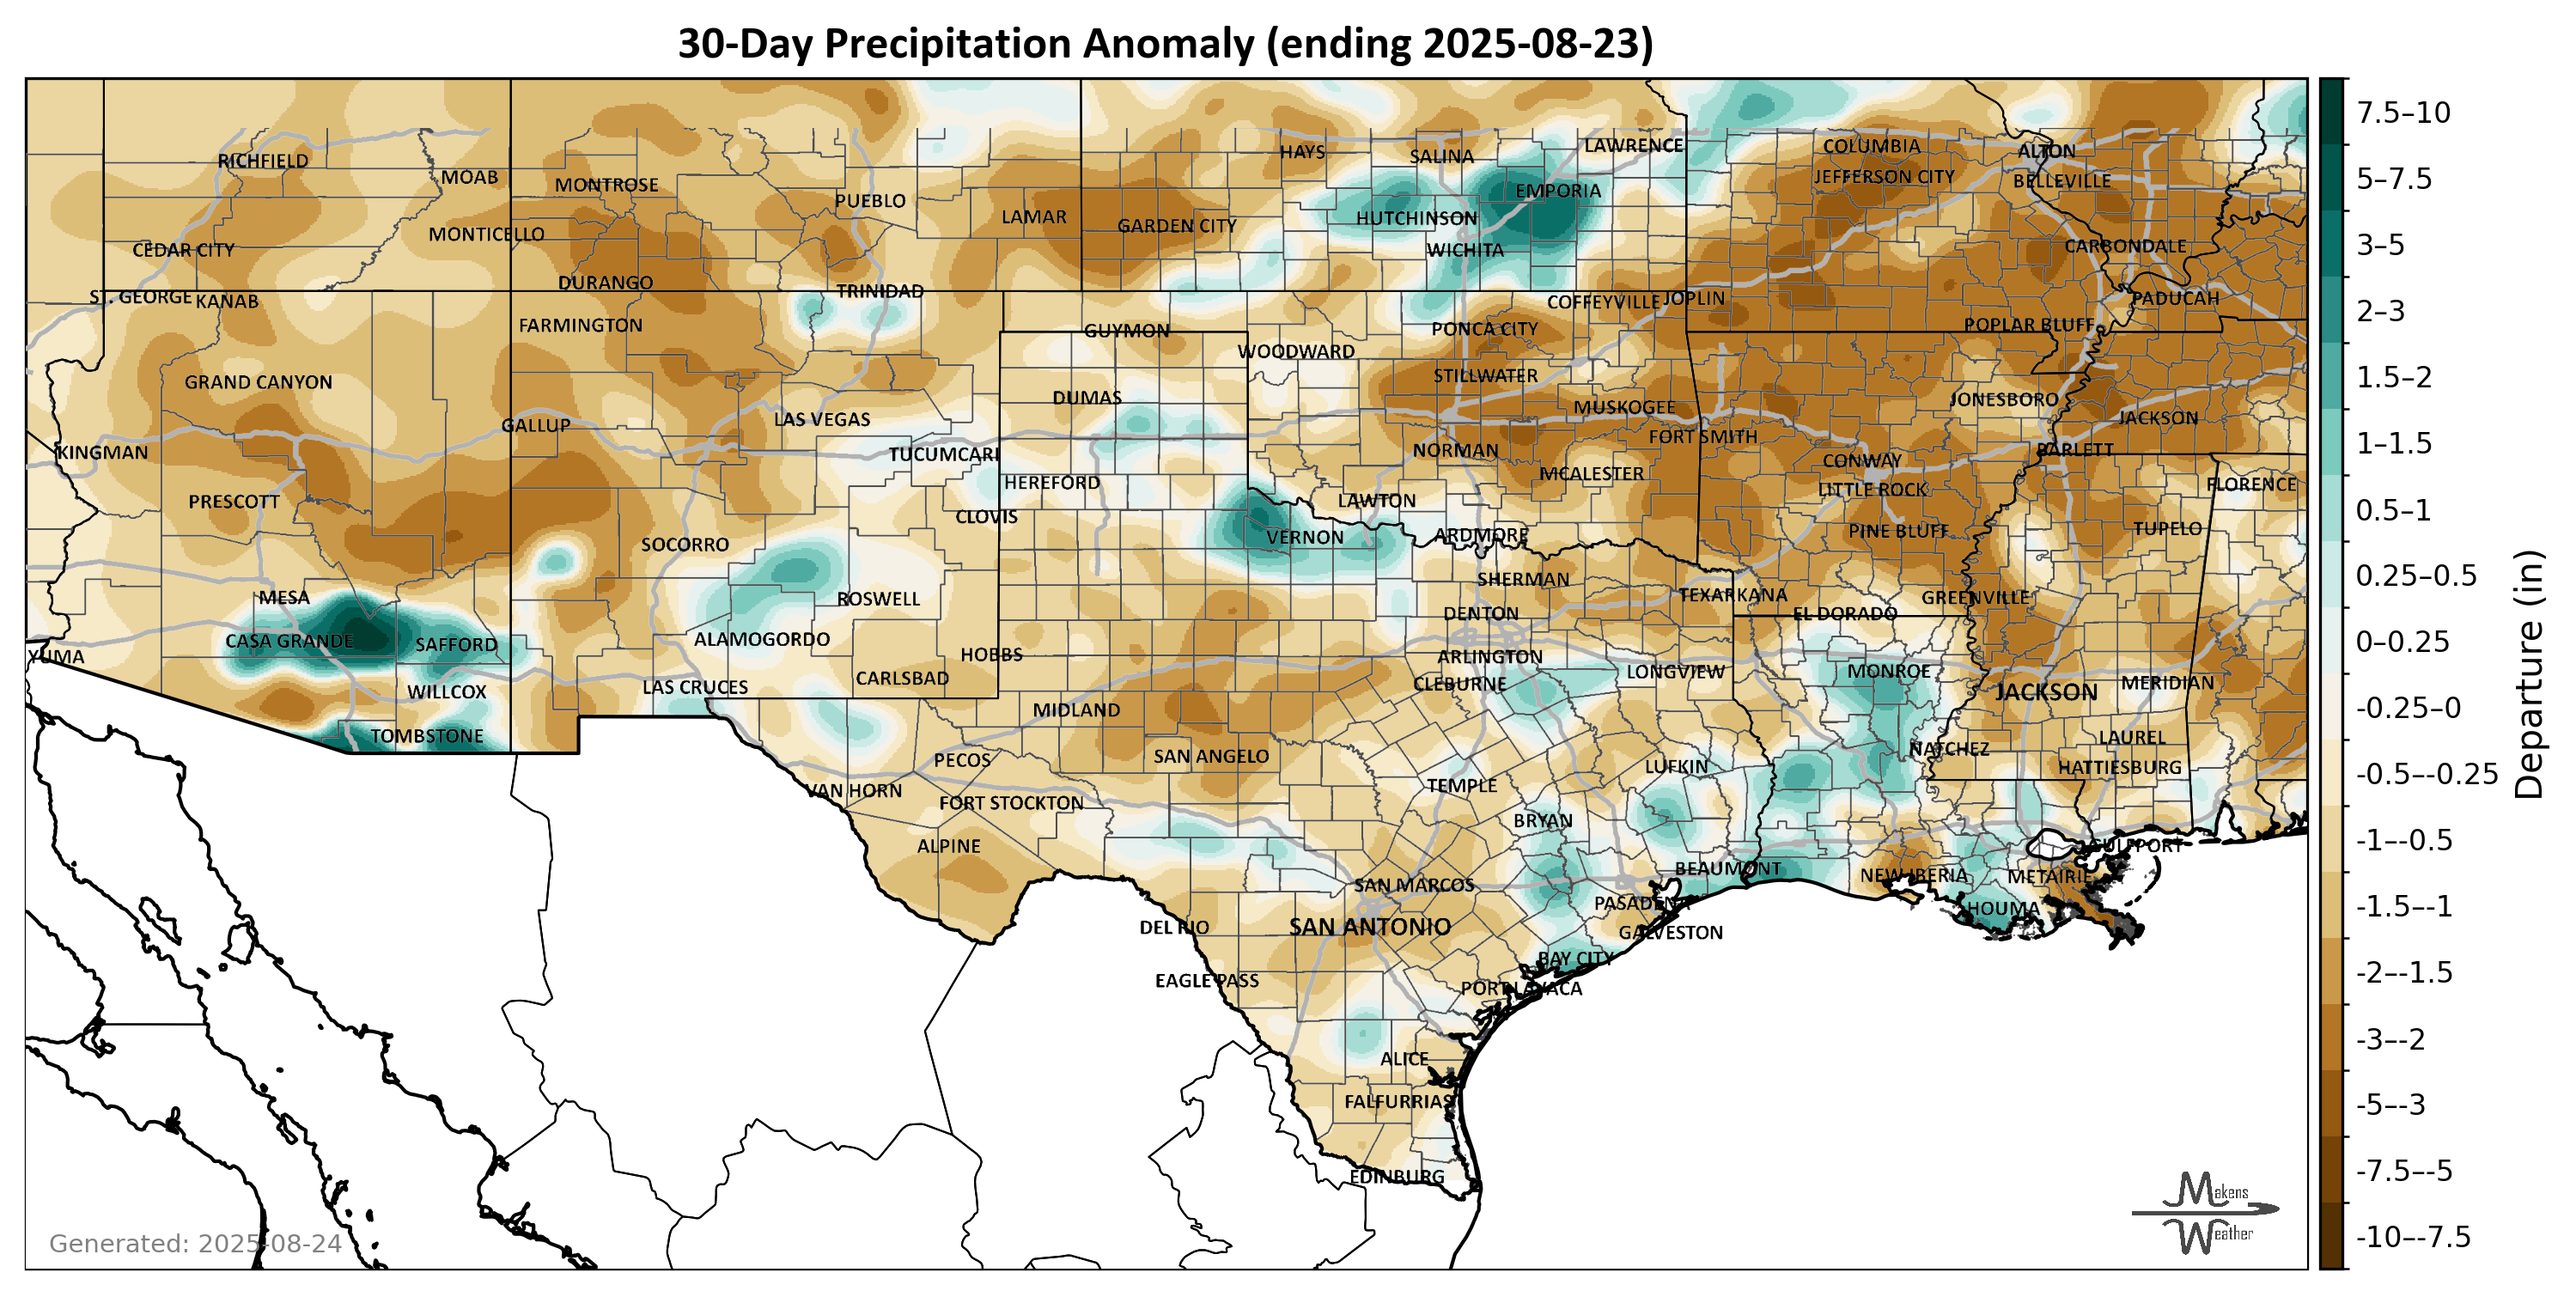 30-Day Precipitation Anomaly (ending 2025-08-23)
RICHFIELD
MOAB
MONTROSE
PUEBLO
LAMAR
HAYS
SALINA
LAWRENCE
COLUMBIA
ALTON
JEFFERSON CITY
BELLEVILLE
EMPORIA
GARDEN CITY
HUTCHINSON
WICHITA
MONTICELLO
CEDAR CITY
CARBONDALE
DURANGO
TRINIDAD
ST. GEORGE
KANAB
COFFEYVILLE
JOPLIN
PADUCAH
FARMINGTON
GUYMON
PONCA CITY
POPLAR BLUFF
WOODWARD
GRAND CANYON
STILLWATER
DUMAS
JONESBORO
MUSKOGEE
LAS VEGAS
GALLUP
JACKSON
FORT SMITH
KINGMAN
TUCUMCARI
NORMAN
BARLETT
CONWAY
MCALESTER
HEREFORD
LITTLE ROCK
FLORENCE
PRESCOTT
LAWTON
CLOVIS
PINE BLUFF
TUPELO
VERNON
ARDMORE
SOCORRO
SHERMAN
MESA
ROSWELL
TEXARKANA
GREENVILLE
DENTON
EL DORADO
CASA GRANDE
SAFFORD
ALAMOGORDO
YUMA
HOBBS
ARLINGTON
LONGVIEW
MONROE
CARLSBAD
CLEBURNE
LAS CRUCES
WILLCOX
JACKSON
MERIDIAN
MIDLAND
TOMBSTONE
LAUREL
NATCHEZ
SAN ANGELO
PECOS
LUFKIN
HATTIESBURG
TEMPLE
VAN HORN
FORT STOCKTON
BRYAN
ALPINE
GULFPORT
BEAUMONT
NEW IBERIA
METAIRIE
SAN MARCOS
PASADENA
HOUMA
DEL RIO
SAN ANTONIO
GALVESTON
BAY CITY
EAGLE PASS
PORT LAVACA
ALICE
FALFURRIAS
EDINBURG
7.5–10
5–7.5
3–5
2–3
1.5–2
1–1.5
0.5–1
0.25–0.5
0–0.25
-0.25–0
-0.5–-0.25
-1–-0.5
-1.5–-1
-2–-1.5
-3–-2
-5–-3
-7.5–-5
-10–-7.5
Departure (in)
Makens
Weather
Generated: 2025-08-24